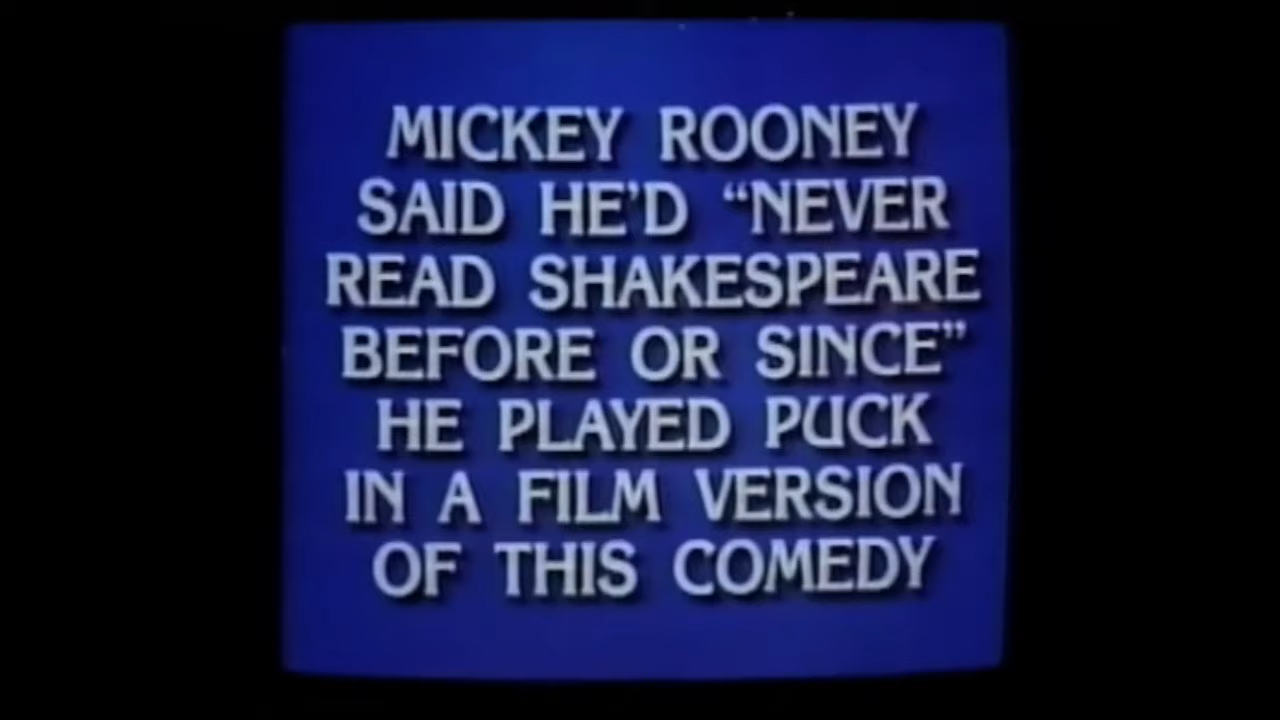 MICKEY ROONEY
SAID HE'D “NEVER
READ SHAKESPEARE
BEFORE OR SINCE”
HE PLAYED PUCK
IN A FILM VERSION
OF THIS COMEDY